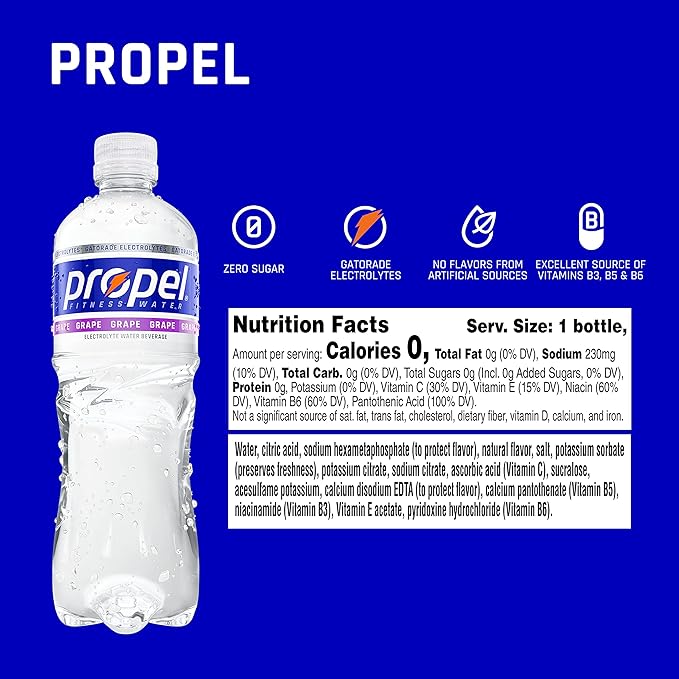 PROPEL
GATORADE ELECTROLYTES
propel
FITNESS WATER
GRAPE GRAPE GRAPE
ELECTROLYTE WATER BEVERAGE
0
ZERO SUGAR
GATORADE
ELECTROLYTES
NO FLAVORS FROM
ARTIFICIAL SOURCES
B
EXCELLENT SOURCE OF
VITAMINS B3, B5 & B6
Nutrition Facts Serv. Size: 1 bottle,
Amount per serving: Calories 0, Total Fat 0g (0% DV), Sodium 230mg
(10% DV), Total Carb. 0g (0% DV), Total Sugars 0g (Incl. 0g Added Sugars, 0% DV),
Protein 0g, Potassium (0% DV), Vitamin C (30% DV), Vitamin E (15% DV), Niacin (60%
DV), Vitamin B6 (60% DV), Pantothenic Acid (100% DV).
Not a significant source of sat. fat, trans fat, cholesterol, dietary fiber, vitamin D, calcium, and iron.
Water, citric acid, sodium hexametaphosphate (to protect flavor), natural flavor, salt, potassium sorbate
(preserves freshness), potassium citrate, sodium citrate, ascorbic acid (Vitamin C), sucralose,
acesulfame potassium, calcium disodium EDTA (to protect flavor), calcium pantothenate (Vitamin B5),
niacinamide (Vitamin B3), Vitamin E acetate, pyridoxine hydrochloride (Vitamin B6).